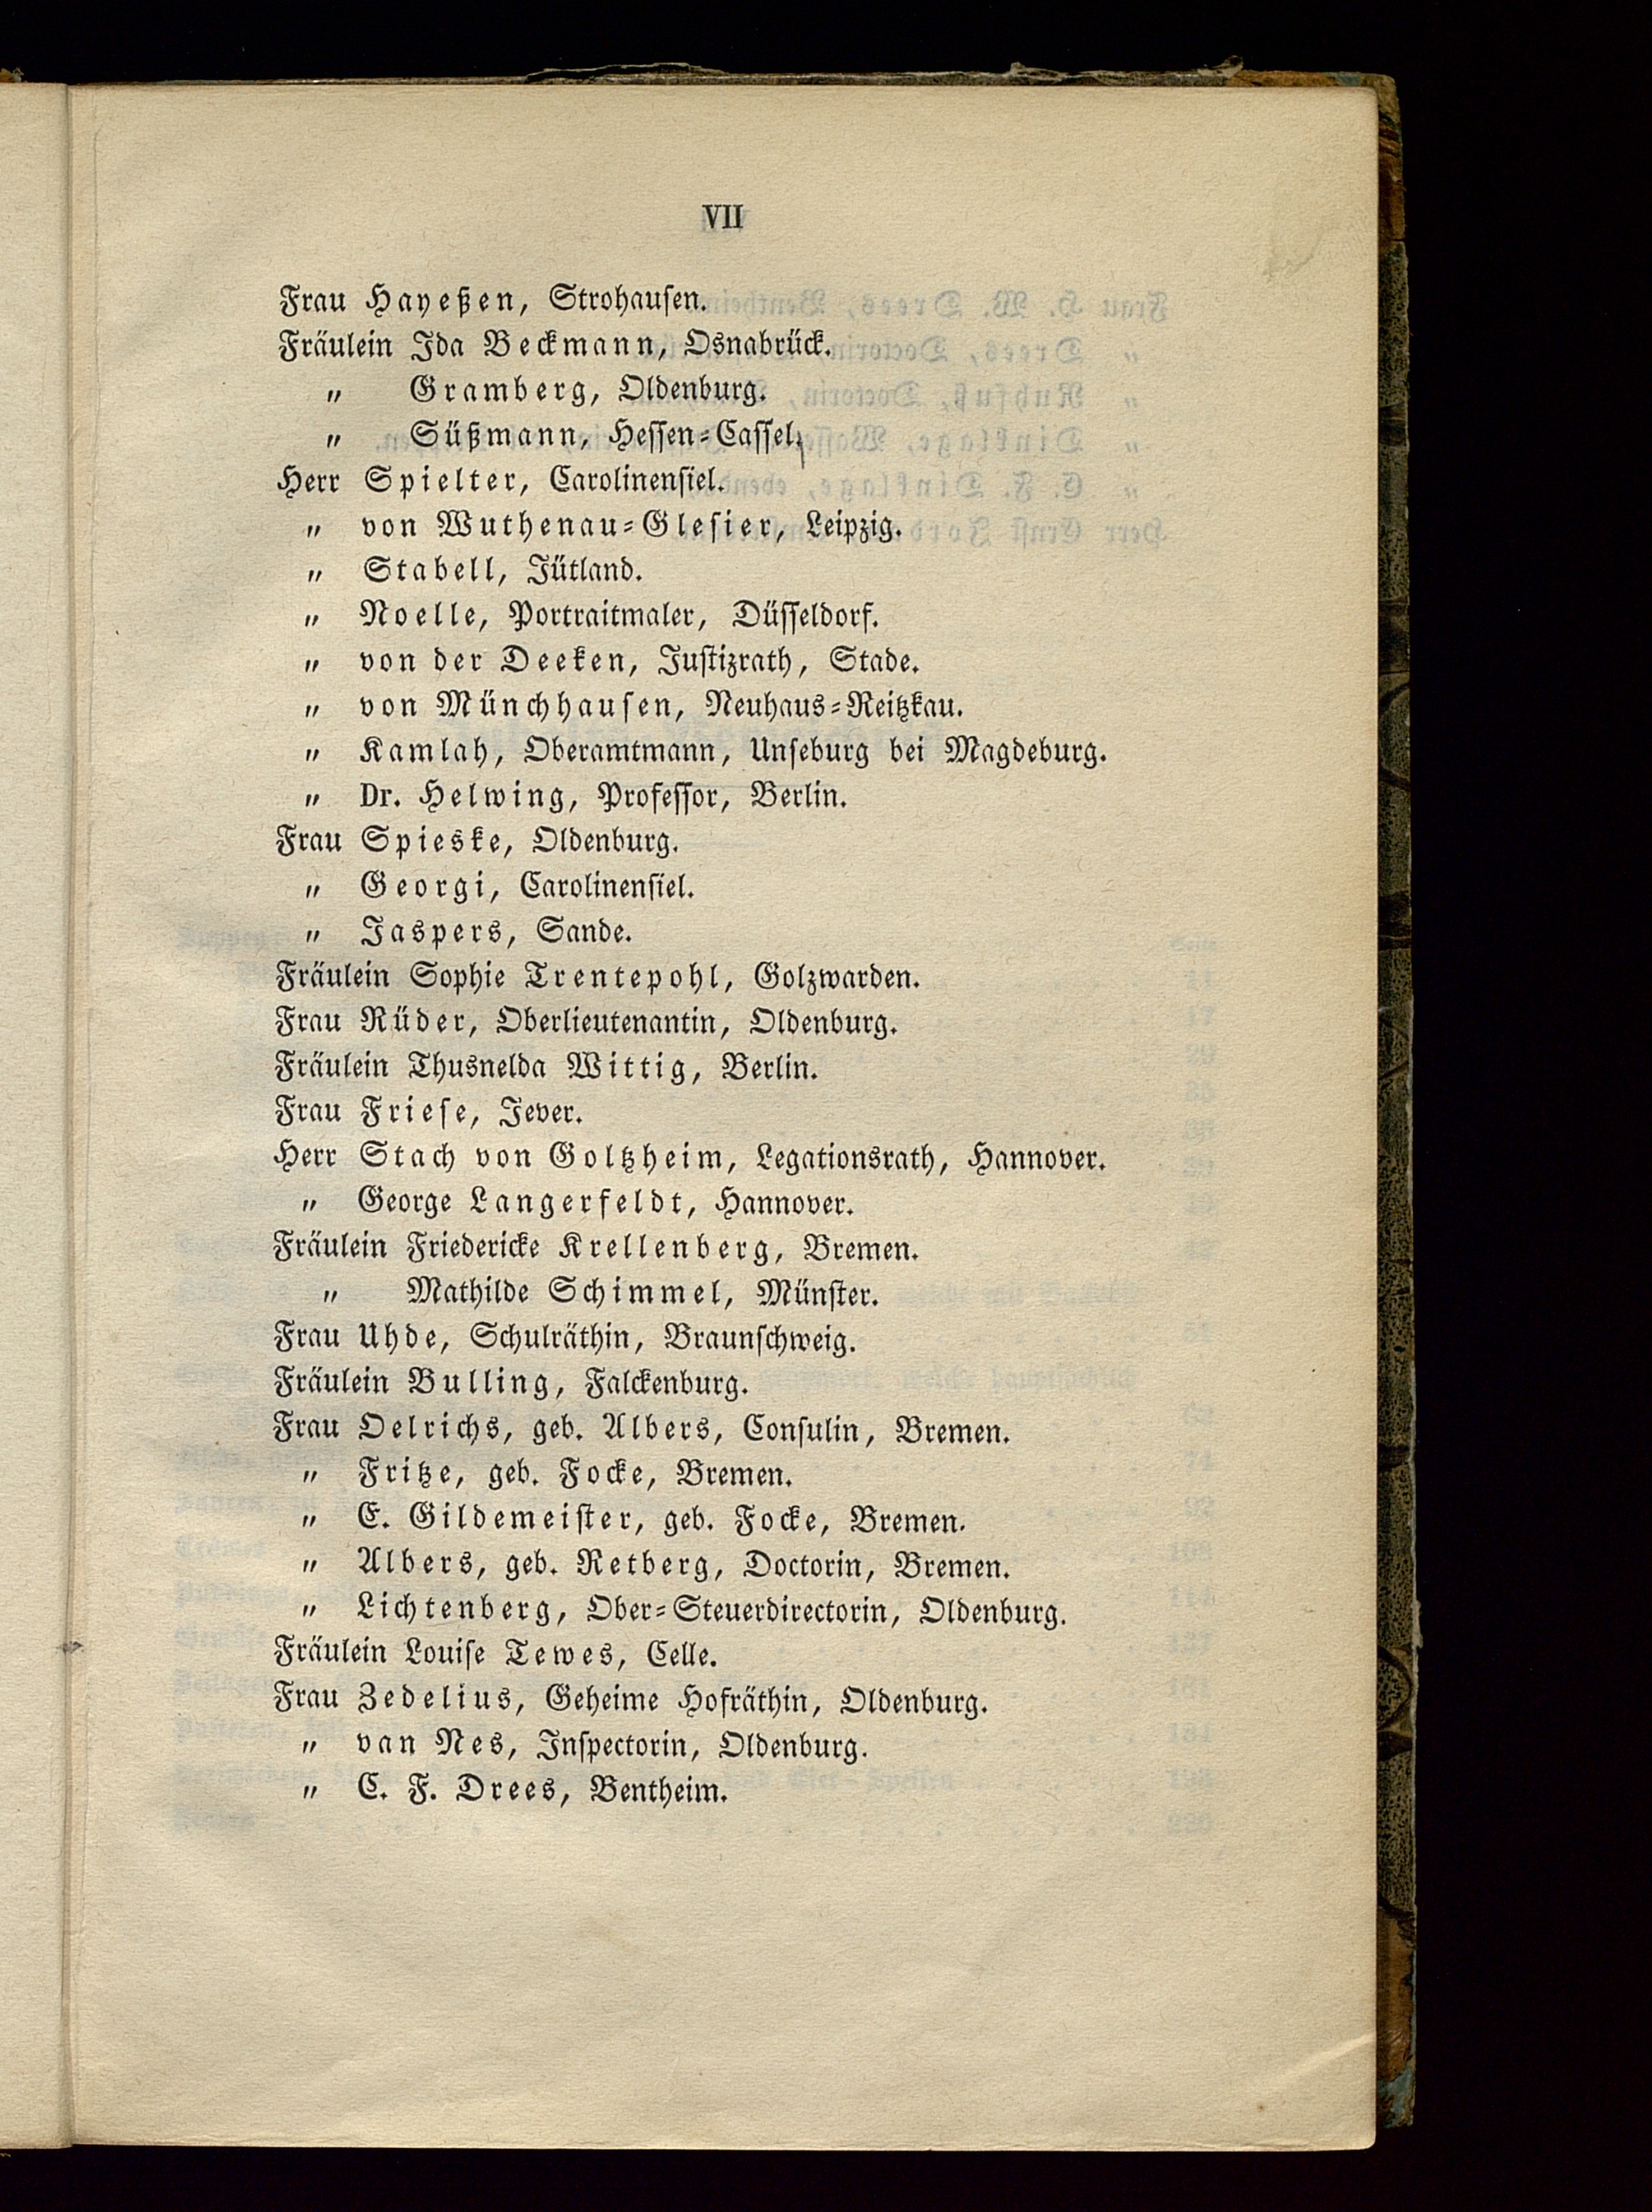 VII
Frau Hayeßen, Strohausen.
Fräulein Ida Beckmann, Osnabrück.
„ Gramberg, Oldenburg.
„ Süßmann, Hessen-Cassel.
Herr Spielter, Carolinensiel.
„ von Wuthenau-Glesier, Leipzig.
„ Stabell, Jütland.
„ Noelle, Portraitmaler, Düsseldorf.
„ von der Deeken, Justizrath, Stade.
„ von Münchhausen, Neuhaus-Reitzkau.
„ Kamlah, Oberamtmann, Unseburg bei Magdeburg.
„ Dr. Helwing, Professor, Berlin.
Frau Spieske, Oldenburg.
„ Georgi, Carolinensiel.
„ Jaspers, Sande.
Fräulein Sophie Trentepohl, Golzwarden.
Frau Rüder, Oberlieutenantin, Oldenburg.
Fräulein Thusnelda Wittig, Berlin.
Frau Friese, Jever.
Herr Stach von Goltzheim, Legationsrath, Hannover.
„ George Langerfeldt, Hannover.
Fräulein Friedericke Krellenberg, Bremen.
„ Mathilde Schimmel, Münster.
Frau Uhde, Schulräthin, Braunschweig.
Fräulein Bulling, Falckenburg.
Frau Oelrichs, geb. Albers, Consulin, Bremen.
„ Fritze, geb. Focke, Bremen.
„ E. Gildemeister, geb. Focke, Bremen.
„ Albers, geb. Retberg, Doctorin, Bremen.
„ Lichtenberg, Ober-Steuerdirectorin, Oldenburg.
Fräulein Louise Tewes, Celle.
Frau Zedelius, Geheime Hofräthin, Oldenburg.
„ van Nes, Inspectorin, Oldenburg.
„ C. F. Drees, Bentheim.